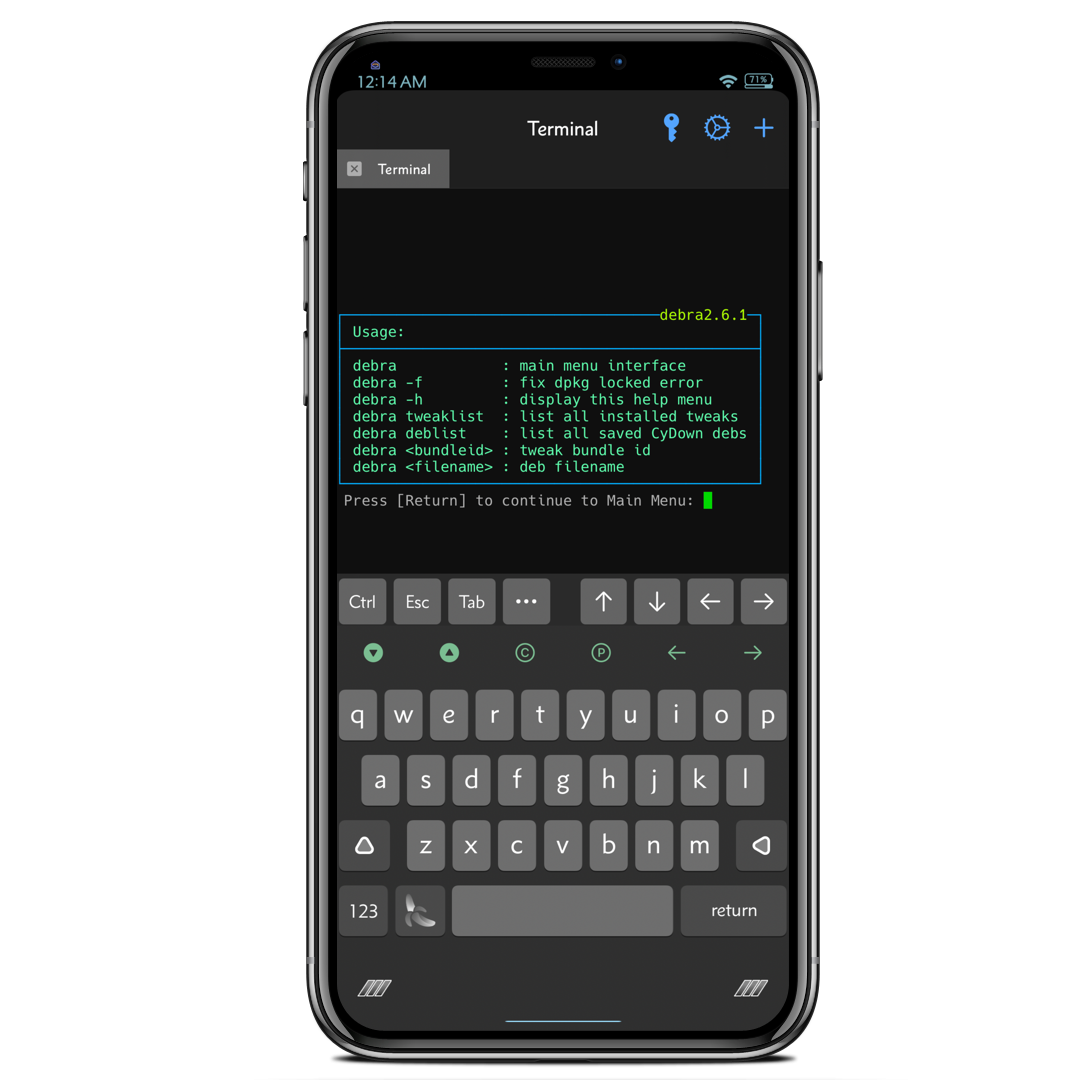 12:14 AM
71%
Terminal
Terminal
debra2.6.1
Usage:
debra : main menu interface
debra -f : fix dpkg locked error
debra -h : display this help menu
debra tweaklist : list all installed tweaks
debra deblist : list all saved CyDown debs
debra <bundleid> : tweak bundle id
debra <filename> : deb filename
Press [Return] to continue to Main Menu:
Ctrl Esc Tab ••• ↑ ↓ ← →
C P ← →
q w e r t y u i o p
a s d f g h j k l
z x c v b n m
123 return